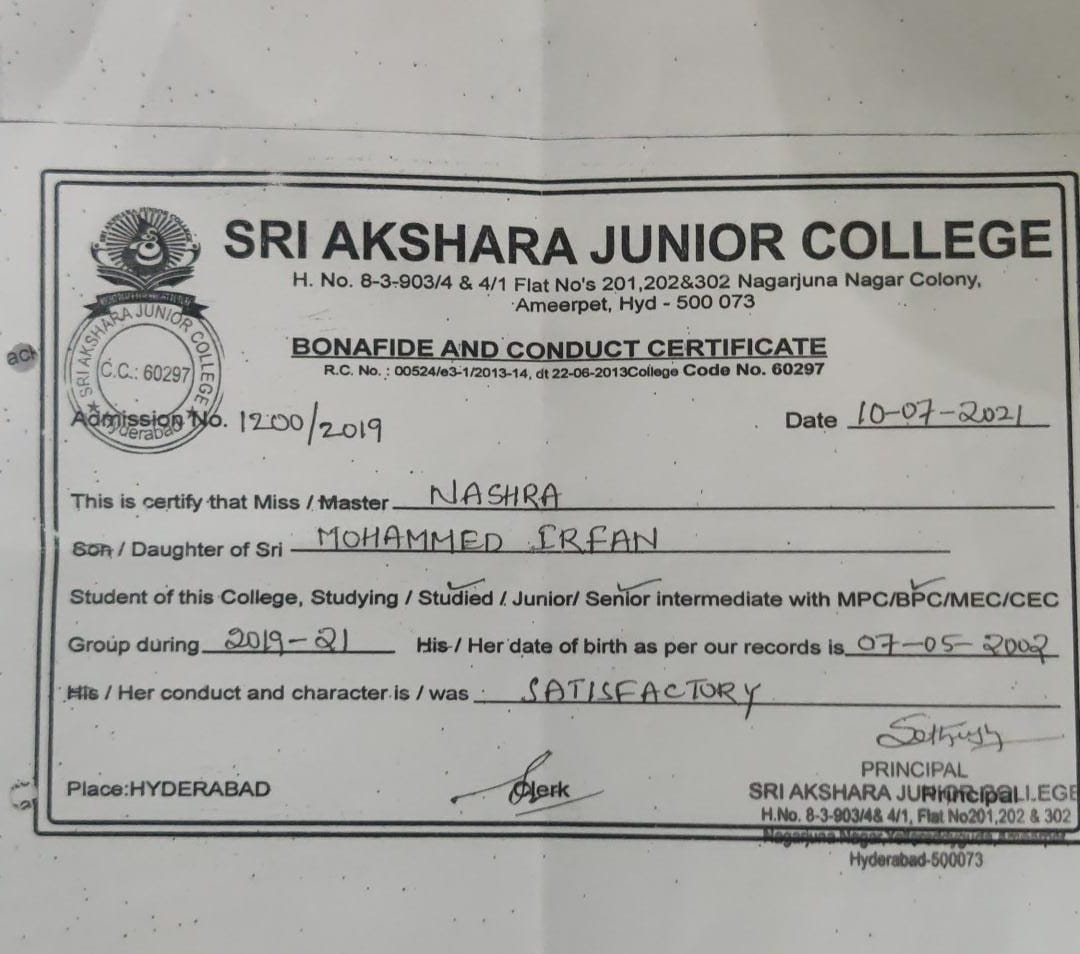 SRI AKSHARA JUNIOR COLLEGE
H. No. 8-3-903/4 & 4/1 Flat No's 201,202&302 Nagarjuna Nagar Colony,
Ameerpet, Hyd - 500 073
BONAFIDE AND CONDUCT CERTIFICATE
R.C. No. : 00524/e3-1/2013-14, dt 22-06-2013College Code No. 60297
SRI AKSHARA JUNIOR COLLEGE
C.C.: 60297
Hyderabad
Admission No. 1200/2019 Date 10-07-2021
This is certify that Miss / Master NASHRA
Son / Daughter of Sri MOHAMMED IRFAN
Student of this College, Studying / Studied / Junior/ Senior intermediate with MPC/BPC/MEC/CEC
Group during 2019-21 His / Her date of birth as per our records is 07-05-2002
His / Her conduct and character is / was SATISFACTORY
Place:HYDERABAD Clerk Principal
PRINCIPAL
SRI AKSHARA JUNIOR COLLEGE
H.No. 8-3-903/4& 4/1, Flat No201,202 & 302
Hyderabad-500073